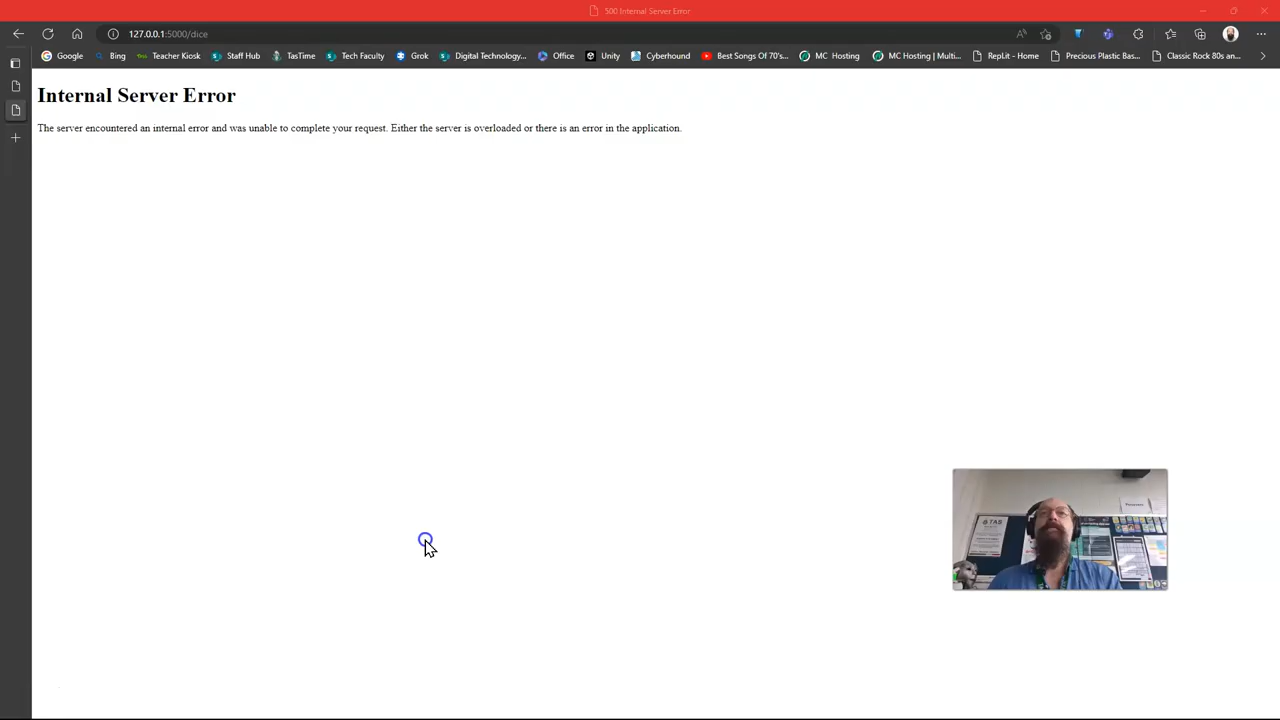 500 Internal Server Error
127.0.0.1:5000/dice
Google Bing Teacher Kiosk Staff Hub TasTime Tech Faculty Grok Digital Technology... Office Unity Cyberhound Best Songs Of 70's... MC Hosting MC Hosting | Multi... RepLit - Home Precious Plastic Bas... Classic Rock 80s an...
Internal Server Error
The server encountered an internal error and was unable to complete your request. Either the server is overloaded or there is an error in the application.
TAS